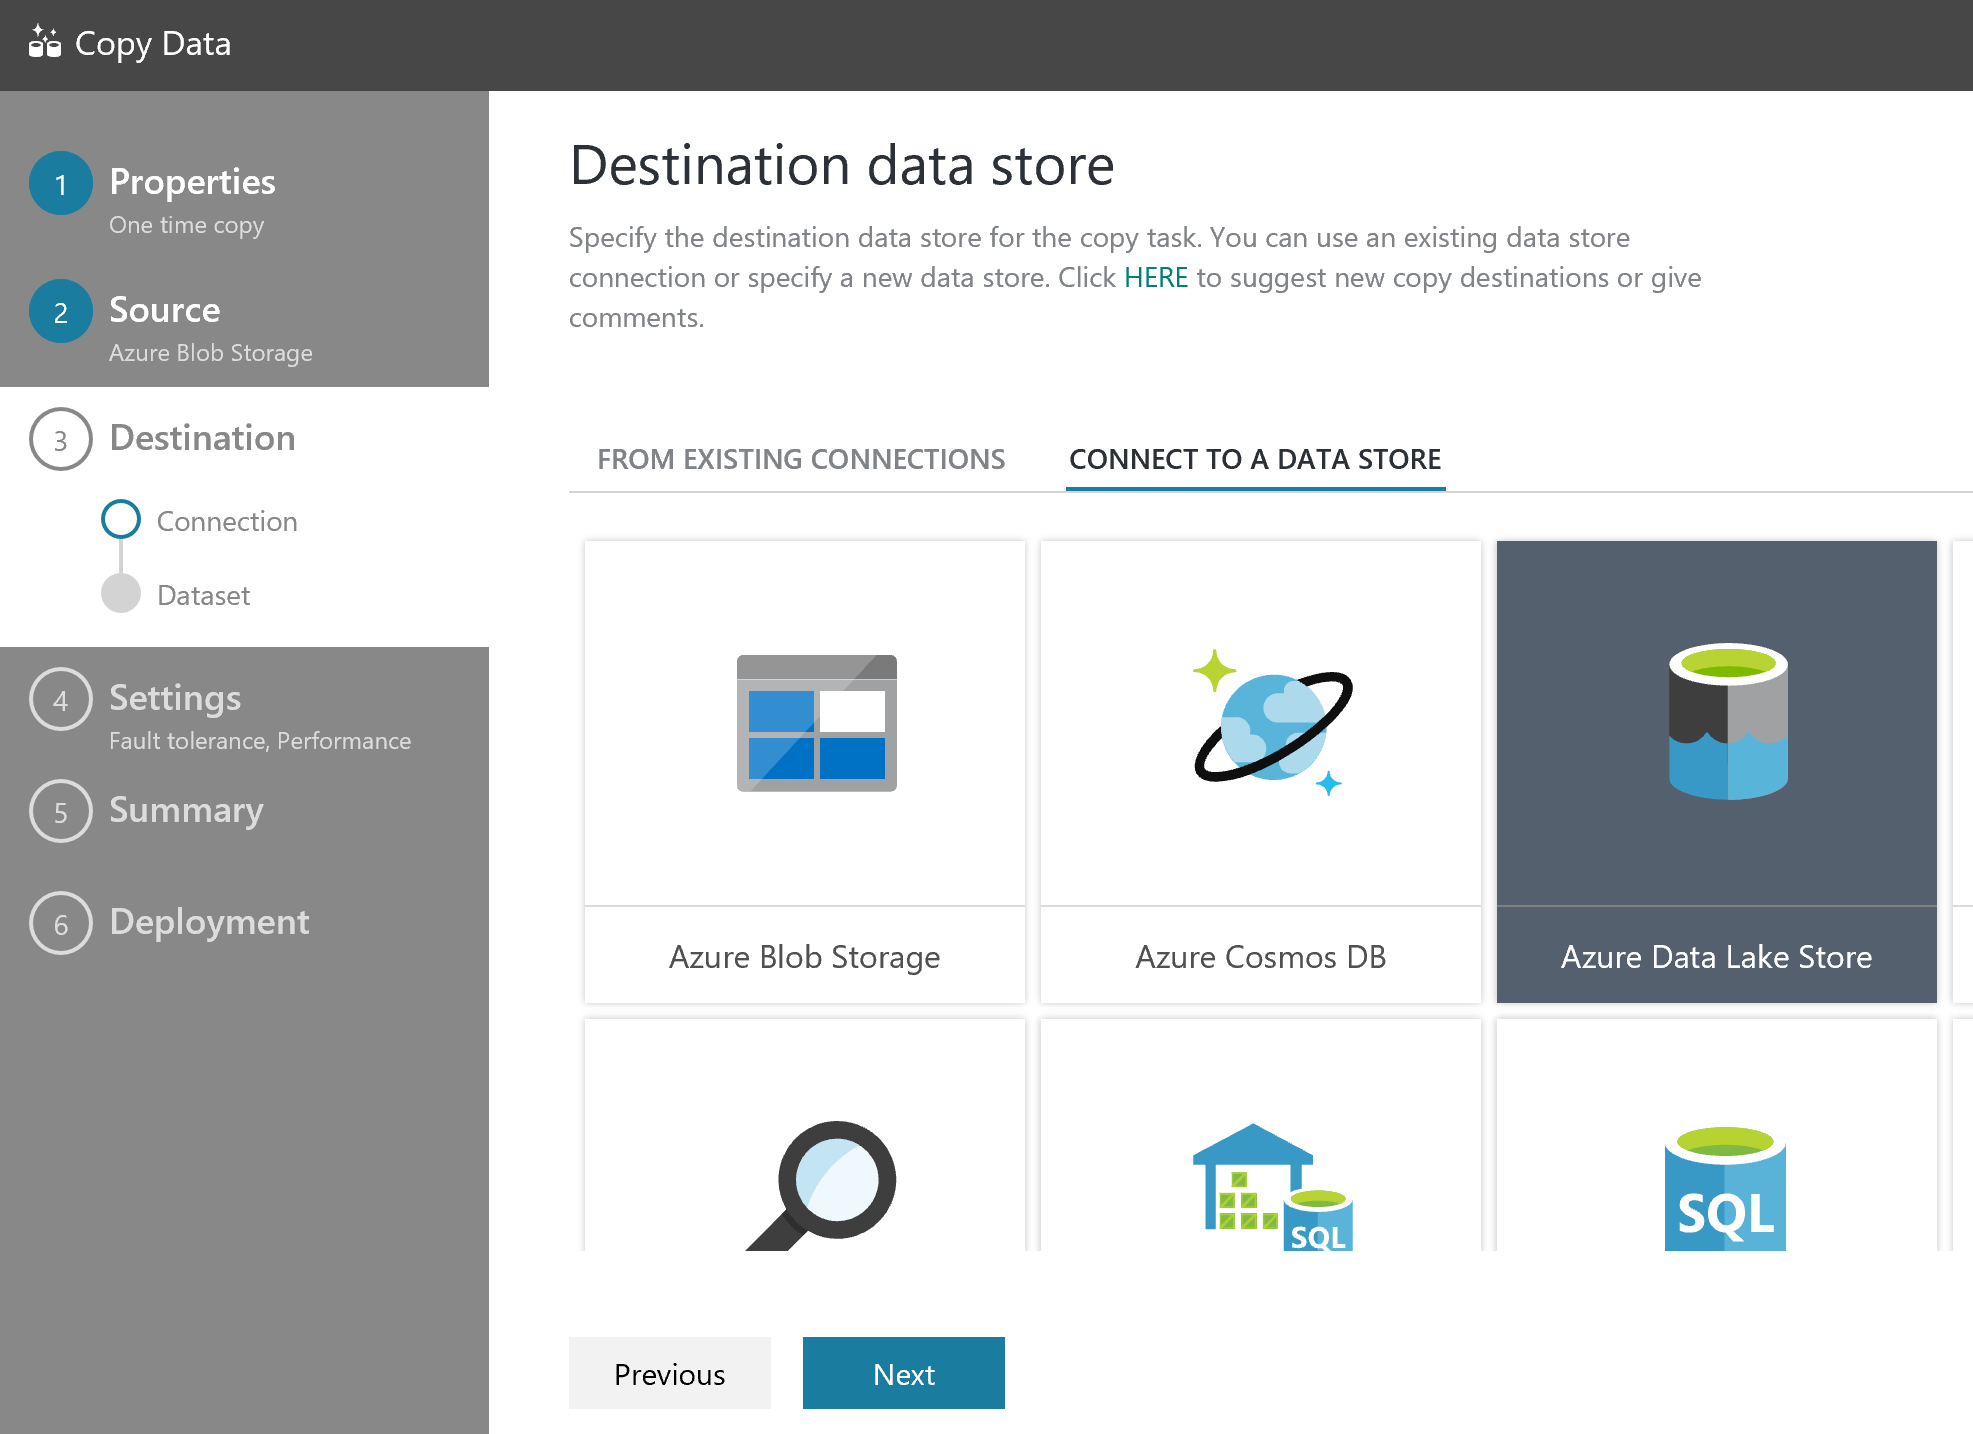 Copy Data
1 Properties
One time copy
2 Source
Azure Blob Storage
3 Destination
Connection
Dataset
4 Settings
Fault tolerance, Performance
5 Summary
6 Deployment
Destination data store
Specify the destination data store for the copy task. You can use an existing data store
connection or specify a new data store. Click HERE to suggest new copy destinations or give
comments.
FROM EXISTING CONNECTIONS CONNECT TO A DATA STORE
Azure Blob Storage
Azure Cosmos DB
Azure Data Lake Store
SQL
SQL
Previous Next